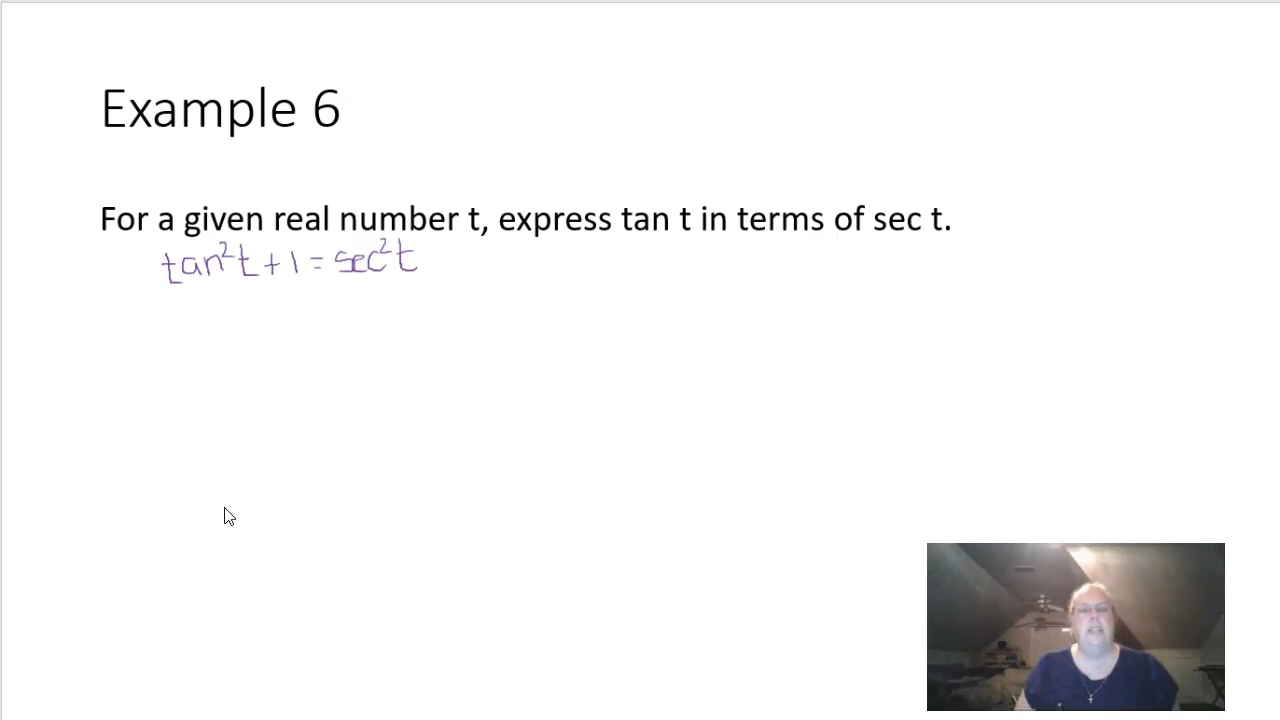 Example 6
For a given real number t, express tan t in terms of sec t.
tan²t + 1 = sec²t